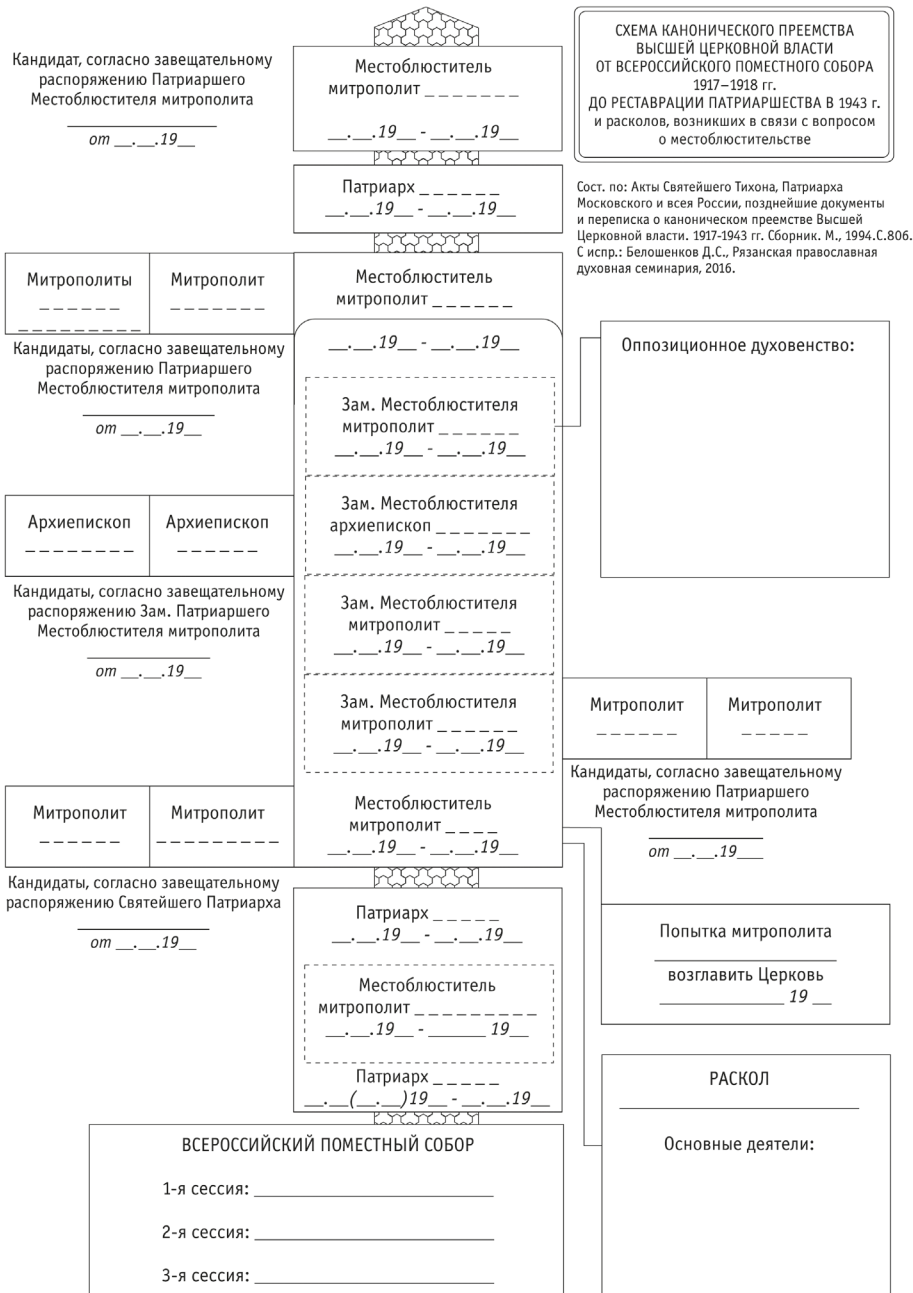 СХЕМА КАНОНИЧЕСКОГО ПРЕЕМСТВА
ВЫСШЕЙ ЦЕРКОВНОЙ ВЛАСТИ
ОТ ВСЕРОССИЙСКОГО ПОМЕСТНОГО СОБОРА
1917–1918 гг.
ДО РЕСТАВРАЦИИ ПАТРИАРШЕСТВА В 1943 г.
и расколов, возникших в связи с вопросом
о местоблюстительстве
Сост. по: Акты Святейшего Тихона, Патриарха
Московского и всея России, позднейшие документы
и переписка о каноническом преемстве Высшей
Церковной власти. 1917-1943 гг. Сборник. М., 1994.С.806.
С испр.: Белошенков Д.С., Рязанская православная
духовная семинария, 2016.
Кандидат, согласно завещательному
распоряжению Патриаршего
Местоблюстителя митрополита
____________
от __.__.19__
Местоблюститель
митрополит _ _ _ _ _ _ _
__.__.19__ - __.__.19__
Патриарх _ _ _ _ _ _
__.__.19__ - __.__.19__
Митрополиты
_ _ _ _ _ _
_ _ _ _ _ _ _ _ _
Митрополит
_ _ _ _ _ _ _
Кандидаты, согласно завещательному
распоряжению Патриаршего
Местоблюстителя митрополита
____________
от __.__.19__
Местоблюститель
митрополит _ _ _ _ _ _
__.__.19__ - __.__.19__
Зам. Местоблюстителя
митрополит _ _ _ _ _ _
__.__.19__ - __.__.19__
Оппозиционное духовенство:
Зам. Местоблюстителя
архиепископ _ _ _ _ _ _ _
__.__.19__ - __.__.19__
Архиепископ
_ _ _ _ _ _ _ _
Архиепископ
_ _ _ _ _ _
Кандидаты, согласно завещательному
распоряжению Зам. Патриаршего
Местоблюстителя митрополита
____________
от __.__.19__
Зам. Местоблюстителя
митрополит _ _ _ _ _
__.__.19__ - __.__.19__
Зам. Местоблюстителя
митрополит _ _ _ _ _ _
__.__.19__ - __.__.19__
Митрополит
_ _ _ _ _ _
Митрополит
_ _ _ _ _
Кандидаты, согласно завещательному
распоряжению Патриаршего
Местоблюстителя митрополита
____________
от __.__.19___
Митрополит
_ _ _ _ _ _
Митрополит
_ _ _ _ _ _ _ _ _
Кандидаты, согласно завещательному
распоряжению Святейшего Патриарха
____________
от __.__.19__
Местоблюститель
митрополит _ _ _ _
__.__.19__ - __.__.19__
Попытка митрополита
____________
возглавить Церковь
____________ 19 __
Патриарх _ _ _ _ _
__.__.19__ - __.__.19__
Местоблюститель
митрополит _ _ _ _ _ _ _ _ _
__.__.19__ - ______ 19__
Патриарх _ _ _ _ _
__.__(__.__)19__ - __.__.19__
РАСКОЛ
____________
Основные деятели:
ВСЕРОССИЙСКИЙ ПОМЕСТНЫЙ СОБОР
1-я сессия: ____________
2-я сессия: ____________
3-я сессия: ____________